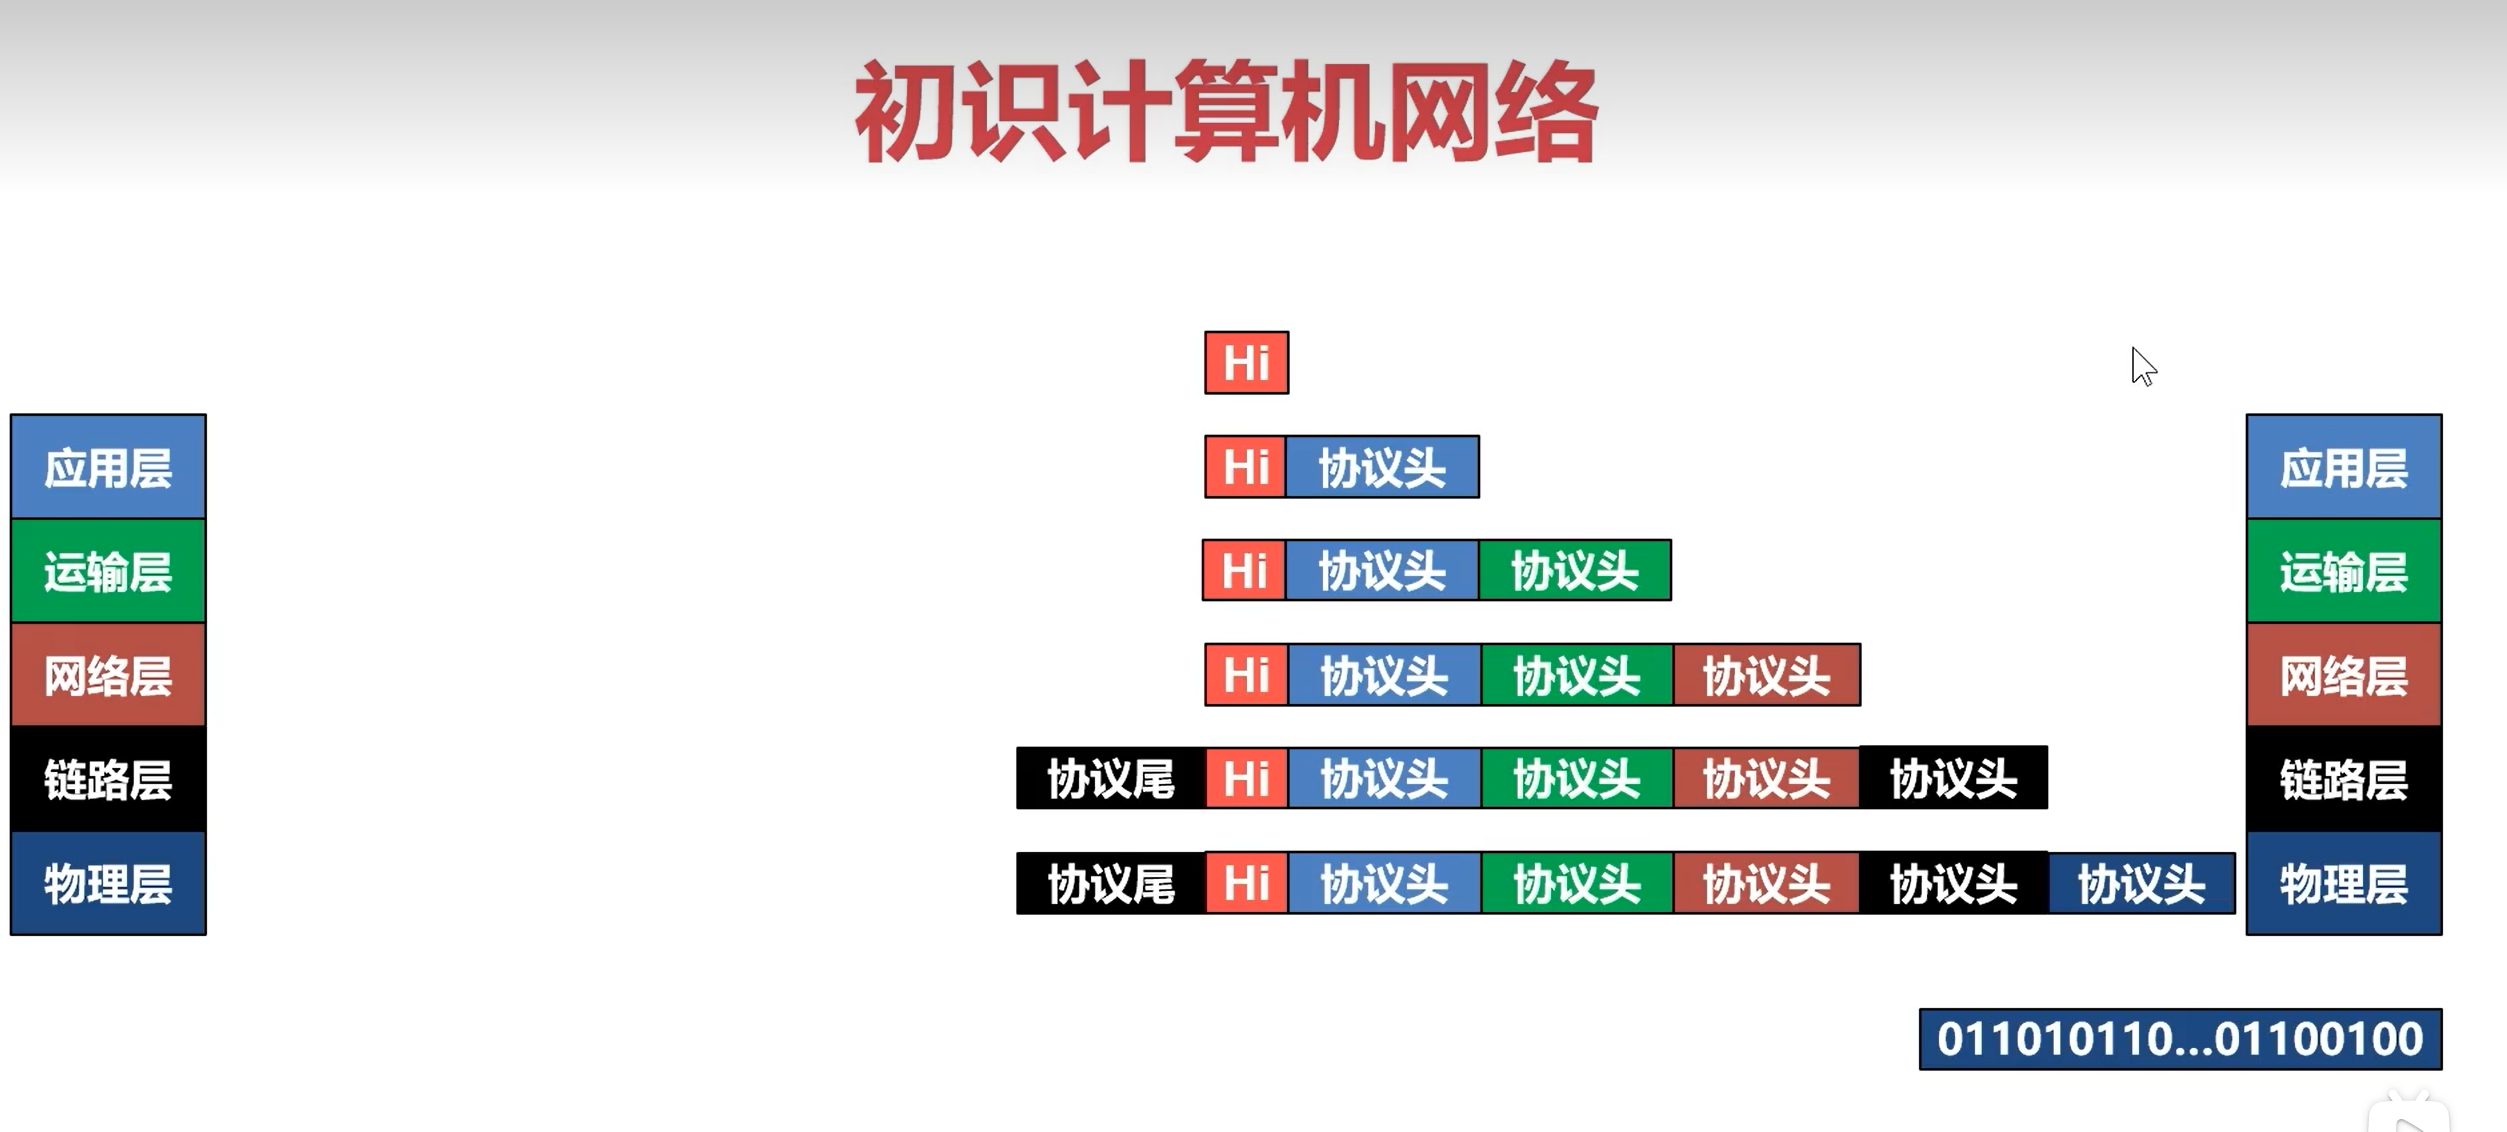 初识计算机网络
Hi
应用层 Hi 协议头 应用层
运输层 Hi 协议头 协议头 运输层
网络层 Hi 协议头 协议头 协议头 网络层
链路层 协议尾 Hi 协议头 协议头 协议头 协议头 链路层
物理层 协议尾 Hi 协议头 协议头 协议头 协议头 协议头 物理层
011010110...01100100